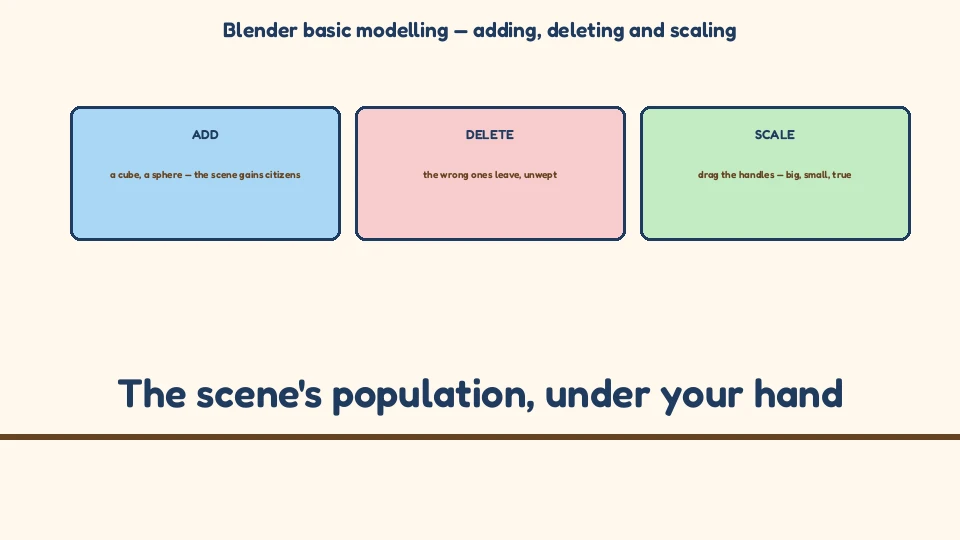 Blender basic modelling — adding, deleting and scaling
ADD
a cube, a sphere — the scene gains citizens
DELETE
the wrong ones leave, unwept
SCALE
drag the handles — big, small, true
The scene's population, under your hand